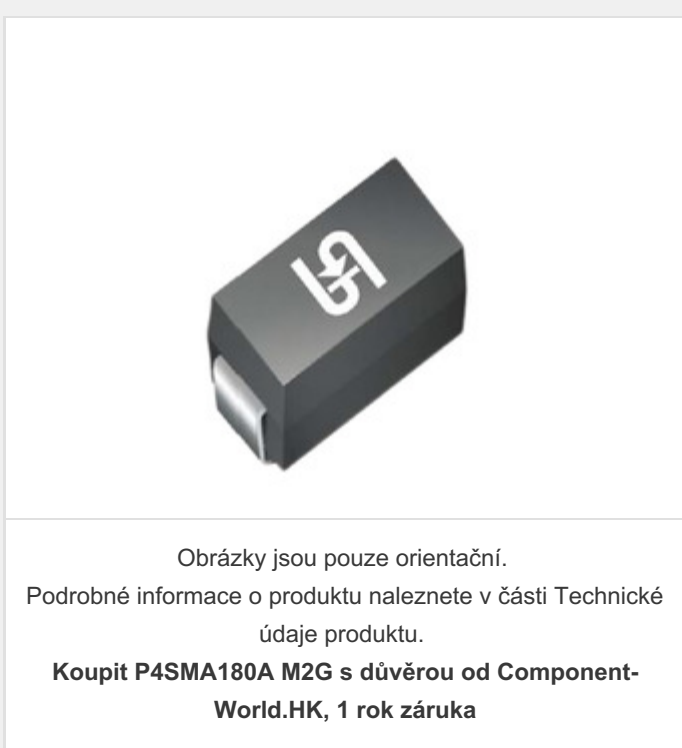 Obrázky jsou pouze orientační.
Podrobné informace o produktu naleznete v části Technické
údaje produktu.
Koupit P4SMA180A M2G s důvěrou od Component-
World.HK, 1 rok záruka